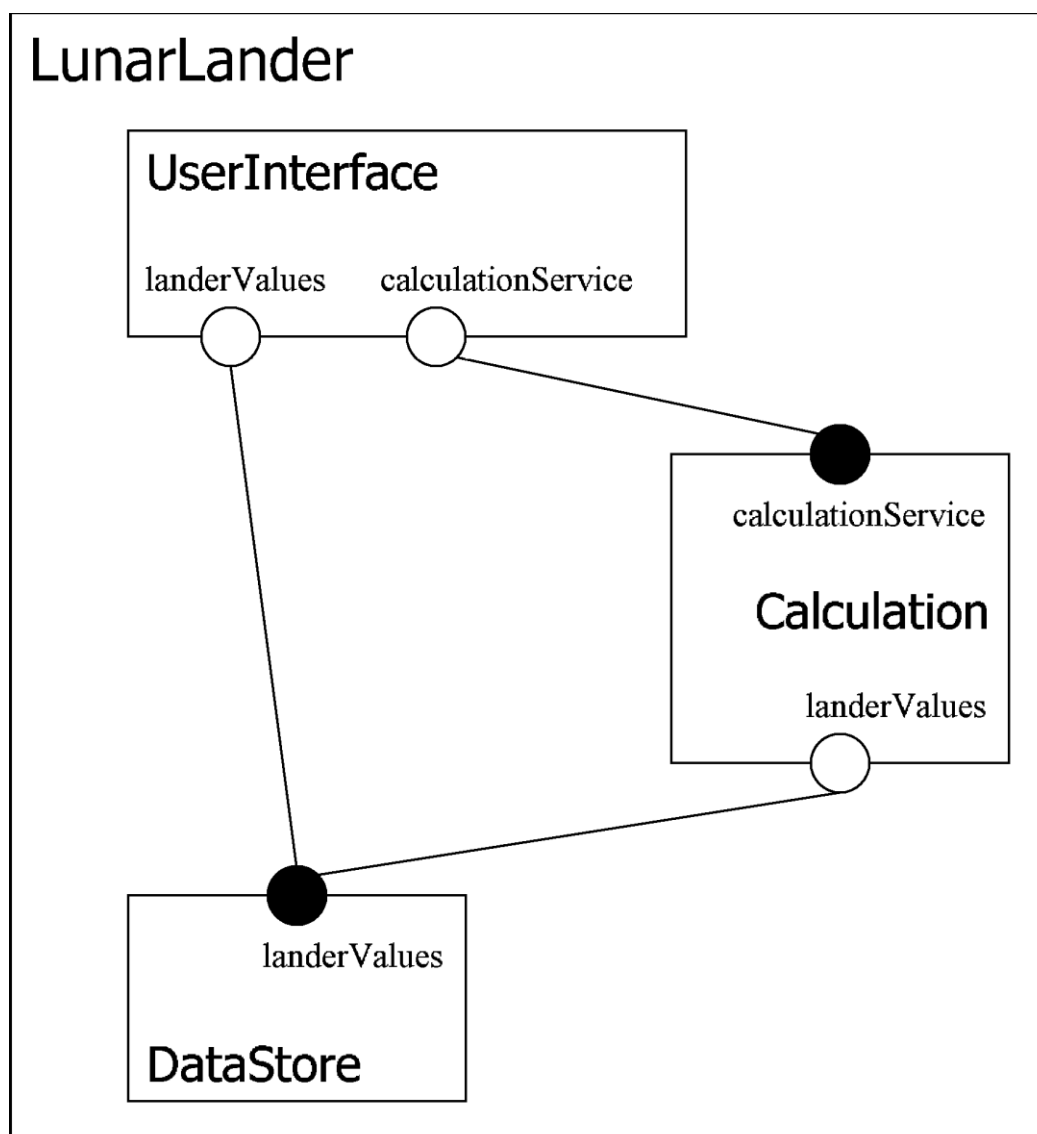 LunarLander
UserInterface
landerValues calculationService
calculationService
Calculation
landerValues
landerValues
DataStore